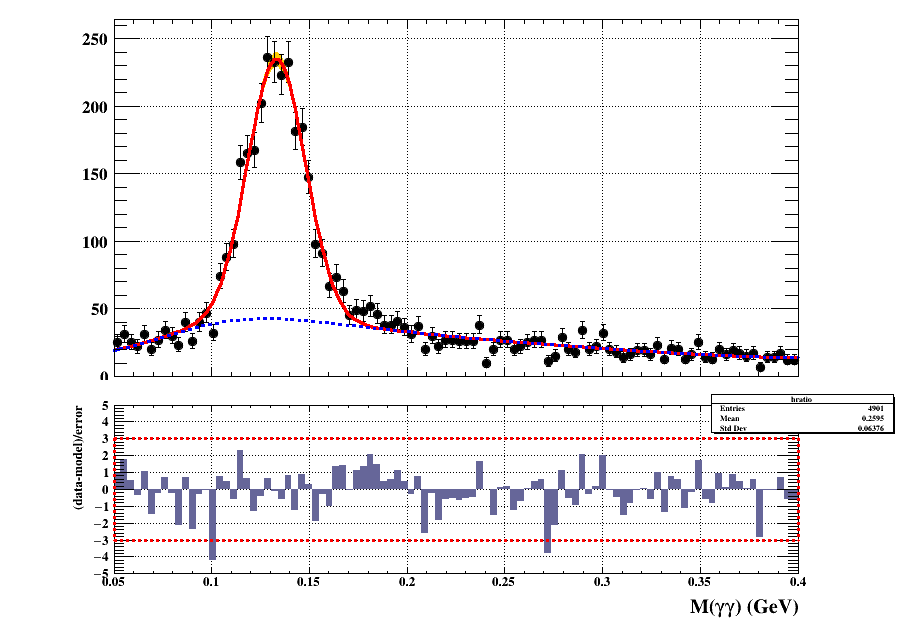 250
200
150
100
50
0
(data-model)/error
5
4
3
2
1
0
−1
−2
−3
−4
−5
hratio
Entries 4901
Mean 0.2595
Std Dev 0.06376
0.05 0.1 0.15 0.2 0.25 0.3 0.35 0.4
M(γγ) (GeV)